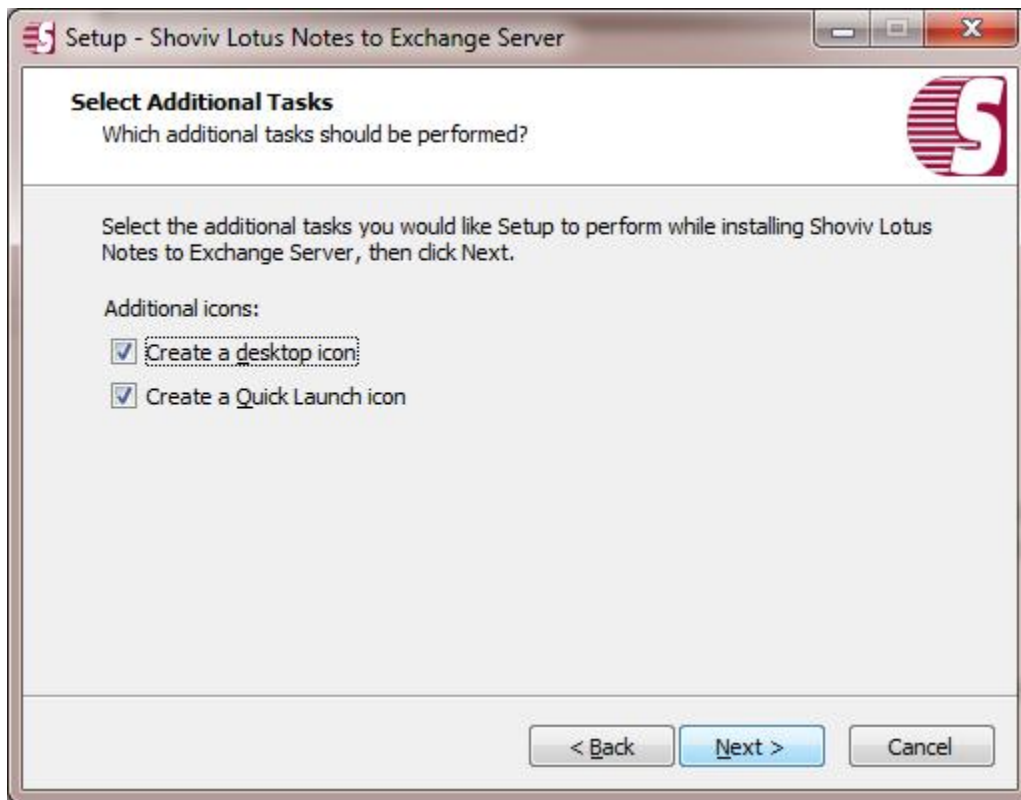 Setup - Shoviv Lotus Notes to Exchange Server
Select Additional Tasks
Which additional tasks should be performed?
Select the additional tasks you would like Setup to perform while installing Shoviv Lotus
Notes to Exchange Server, then click Next.
Additional icons:
Create a desktop icon
Create a Quick Launch icon
< Back
Next >
Cancel